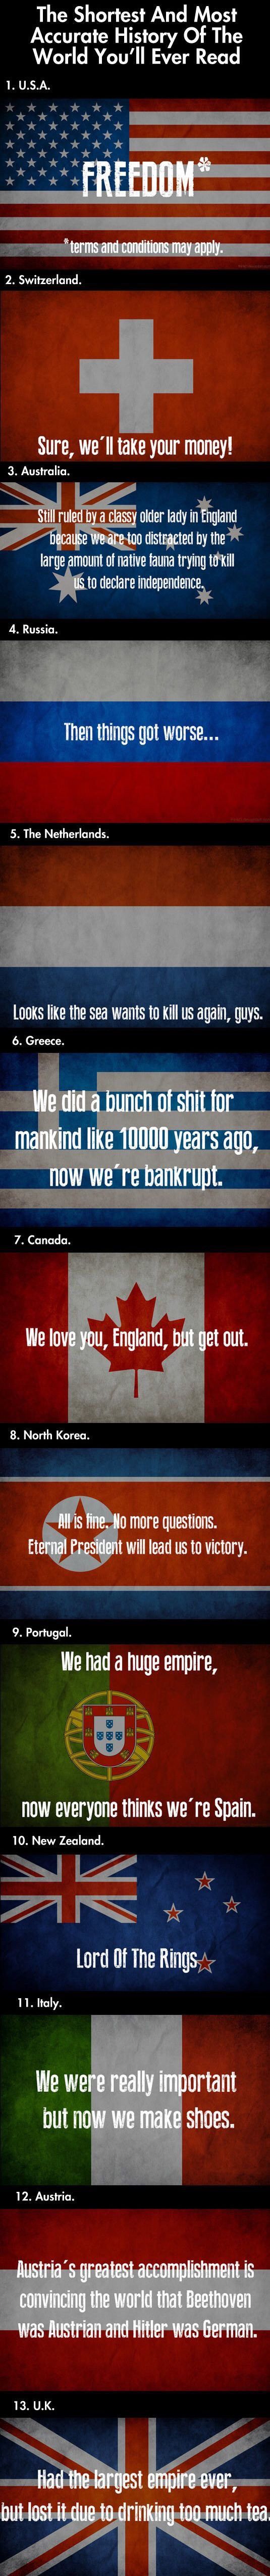 The Shortest And Most
Accurate History Of The
World You'll Ever Read
1. U.S.A.
FREEDOM*
*terms and conditions may apply.
2. Switzerland.
Sure, we´ll take your money!
3. Australia.
Still ruled by a classy older lady in England
because we are too distracted by the
large amount of native fauna trying to kill
us to declare independence.
4. Russia.
Then things got worse...
5. The Netherlands.
Looks like the sea wants to kill us again, guys.
6. Greece.
We did a bunch of shit for
mankind like 10000 years ago,
now we´re bankrupt.
7. Canada.
We love you, England, but get out.
8. North Korea.
All is fine. No more questions.
Eternal President will lead us to victory.
9. Portugal.
We had a huge empire,
now everyone thinks we´re Spain.
10. New Zealand.
Lord Of The Rings
11. Italy.
We were really important
but now we make shoes.
12. Austria.
Austria´s greatest accomplishment is
convincing the world that Beethoven
was Austrian and Hitler was German.
13. U.K.
Had the largest empire ever,
but lost it due to drinking too much tea.